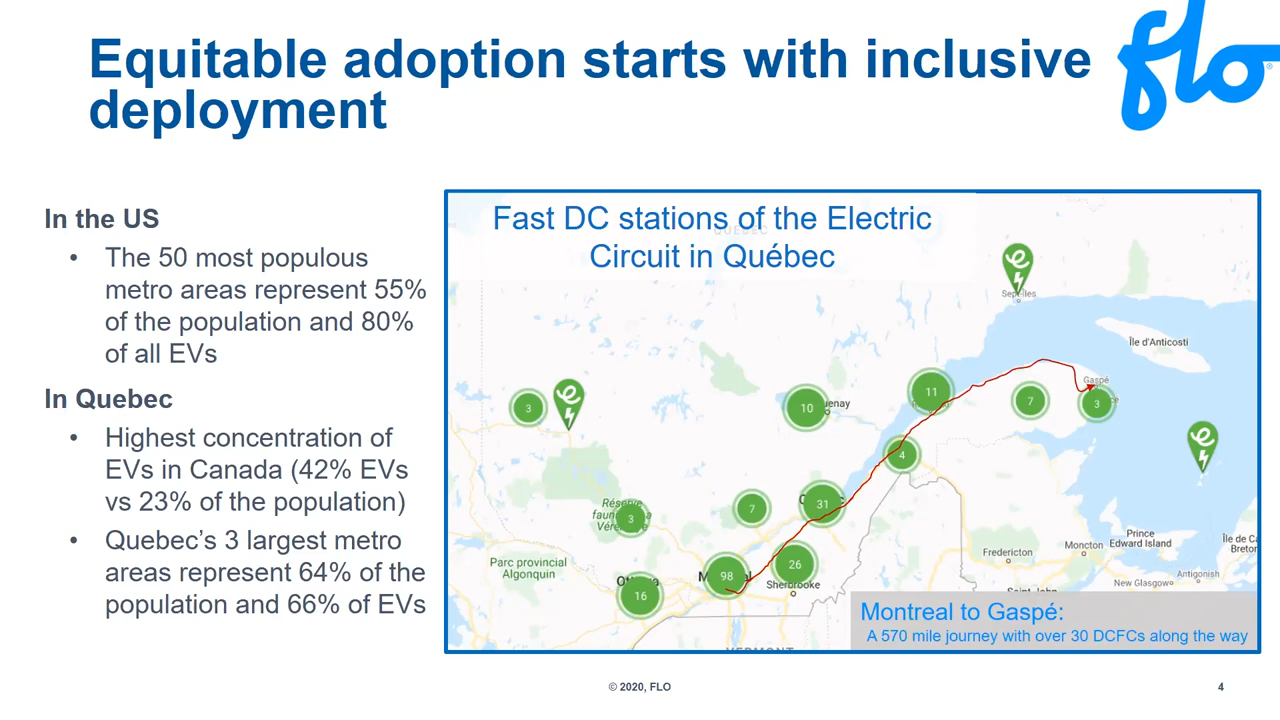 Equitable adoption starts with inclusive
deployment
flo
®
In the US
• The 50 most populous
metro areas represent 55%
of the population and 80%
of all EVs
In Quebec
• Highest concentration of
EVs in Canada (42% EVs
vs 23% of the population)
• Quebec’s 3 largest metro
areas represent 64% of the
population and 66% of EVs
Fast DC stations of the Electric
Circuit in Québec
Sept-Îles
Île d'Anticosti
Gaspé
3
10
11
7
3
4
31
7
3
Parc provincial
Algonquin
98
26
16
Sherbrooke
Fredericton
Moncton
Prince
Edward Island
New Glasgow
Antigonish
VERMONT
Montreal to Gaspé:
A 570 mile journey with over 30 DCFCs along the way
© 2020, FLO
4